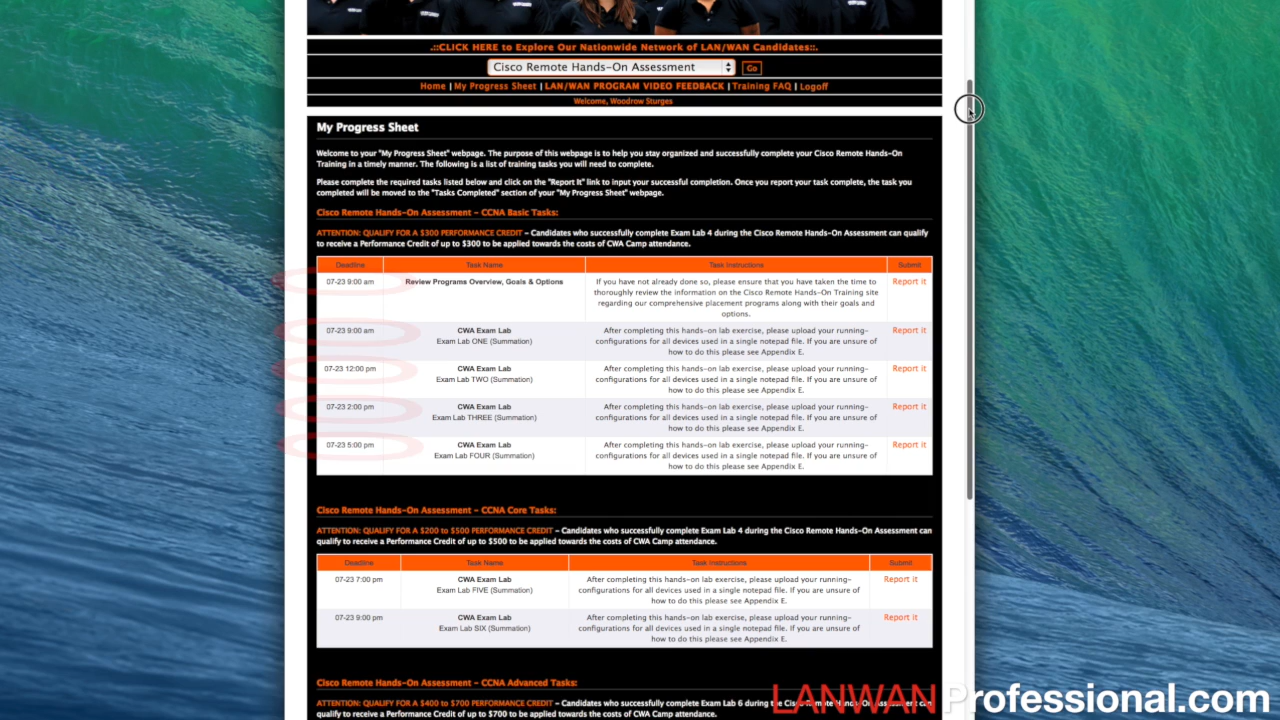 .::CLICK HERE to Explore Our Nationwide Network of LAN/WAN Candidates::.
Cisco Remote Hands-On Assessment Go
Home | My Progress Sheet | LAN/WAN PROGRAM VIDEO FEEDBACK | Training FAQ | Logoff
Welcome, Woodrow Sturges
My Progress Sheet
Welcome to your "My Progress Sheet" webpage. The purpose of this webpage is to help you stay organized and successfully complete your Cisco Remote Hands-On
Training in a timely manner. The following is a list of training tasks you will need to complete.
Please complete the required tasks listed below and click on the "Report It" link to input your successful completion. Once you report your task complete, the task you
completed will be moved to the "Tasks Completed" section of your "My Progress Sheet" webpage.
Cisco Remote Hands-On Assessment - CCNA Basic Tasks:
ATTENTION: QUALIFY FOR A $300 PERFORMANCE CREDIT - Candidates who successfully complete Exam Lab 4 during the Cisco Remote Hands-On Assessment can qualify
to receive a Performance Credit of up to $300 to be applied towards the costs of CWA Camp attendance.
Deadline Task Name Task Instructions Submit
07-23 9:00 am Review Programs Overview, Goals & Options If you have not already done so, please ensure that you have taken the time to Report it
thoroughly review the information on the Cisco Remote Hands-On Training site
regarding our comprehensive placement programs along with their goals and
options.
07-23 9:00 am CWA Exam Lab After completing this hands-on lab exercise, please upload your running- Report it
Exam Lab ONE (Summation) configurations for all devices used in a single notepad file. If you are unsure of
how to do this please see Appendix E.
07-23 12:00 pm CWA Exam Lab After completing this hands-on lab exercise, please upload your running- Report it
Exam Lab TWO (Summation) configurations for all devices used in a single notepad file. If you are unsure of
how to do this please see Appendix E.
07-23 2:00 pm CWA Exam Lab After completing this hands-on lab exercise, please upload your running- Report it
Exam Lab THREE (Summation) configurations for all devices used in a single notepad file. If you are unsure of
how to do this please see Appendix E.
07-23 5:00 pm CWA Exam Lab After completing this hands-on lab exercise, please upload your running- Report it
Exam Lab FOUR (Summation) configurations for all devices used in a single notepad file. If you are unsure of
how to do this please see Appendix E.
Cisco Remote Hands-On Assessment - CCNA Core Tasks:
ATTENTION: QUALIFY FOR A $200 to $500 PERFORMANCE CREDIT - Candidates who successfully complete Exam Lab 4 during the Cisco Remote Hands-On Assessment can
qualify to receive a Performance Credit of up to $500 to be applied towards the costs of CWA Camp attendance.
Deadline Task Name Task Instructions Submit
07-23 7:00 pm CWA Exam Lab After completing this hands-on lab exercise, please upload your running- Report it
Exam Lab FIVE (Summation) configurations for all devices used in a single notepad file. If you are unsure of
how to do this please see Appendix E.
07-23 9:00 pm CWA Exam Lab After completing this hands-on lab exercise, please upload your running- Report it
Exam Lab SIX (Summation) configurations for all devices used in a single notepad file. If you are unsure of
how to do this please see Appendix E.
Cisco Remote Hands-On Assessment - CCNA Advanced Tasks:
ATTENTION: QUALIFY FOR A $400 to $700 PERFORMANCE CREDIT - Candidates who successfully complete Exam Lab 6 during the Cisco Remote Hands-On Assessment can
qualify to receive a Performance Credit of up to $700 to be applied towards the costs of CWA Camp attendance.
LANWANProfessional.com